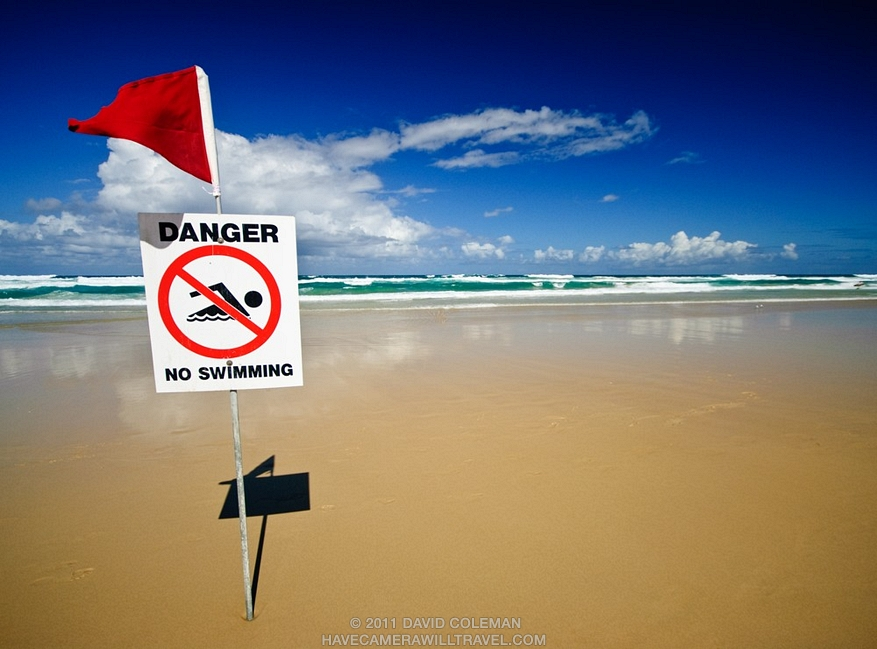 DANGER
NO SWIMMING
© 2011 DAVID COLEMAN
HAVECAMERAWILLTRAVEL.COM